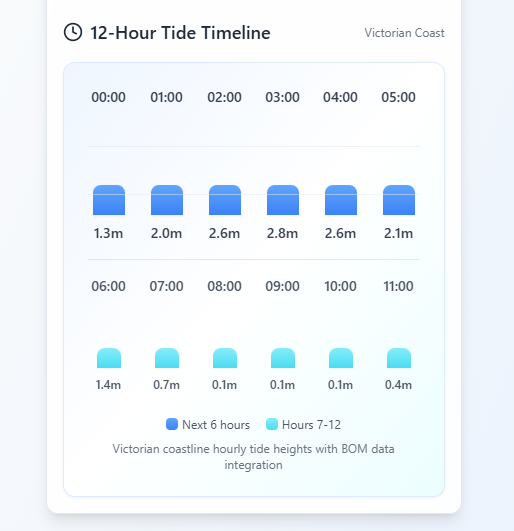 12-Hour Tide Timeline
Victorian Coast
00:00 01:00 02:00 03:00 04:00 05:00
1.3m 2.0m 2.6m 2.8m 2.6m 2.1m
06:00 07:00 08:00 09:00 10:00 11:00
1.4m 0.7m 0.1m 0.1m 0.1m 0.4m
Next 6 hours Hours 7-12
Victorian coastline hourly tide heights with BOM data
integration